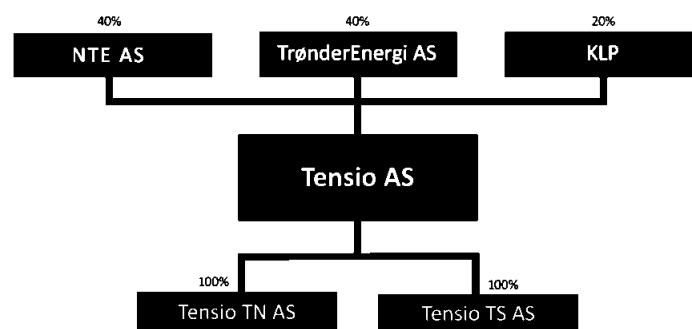 40%
40%
20%
NTE AS
TrønderEnergi AS
KLP
Tensio AS
100%
100%
Tensio TN AS
Tensio TS AS